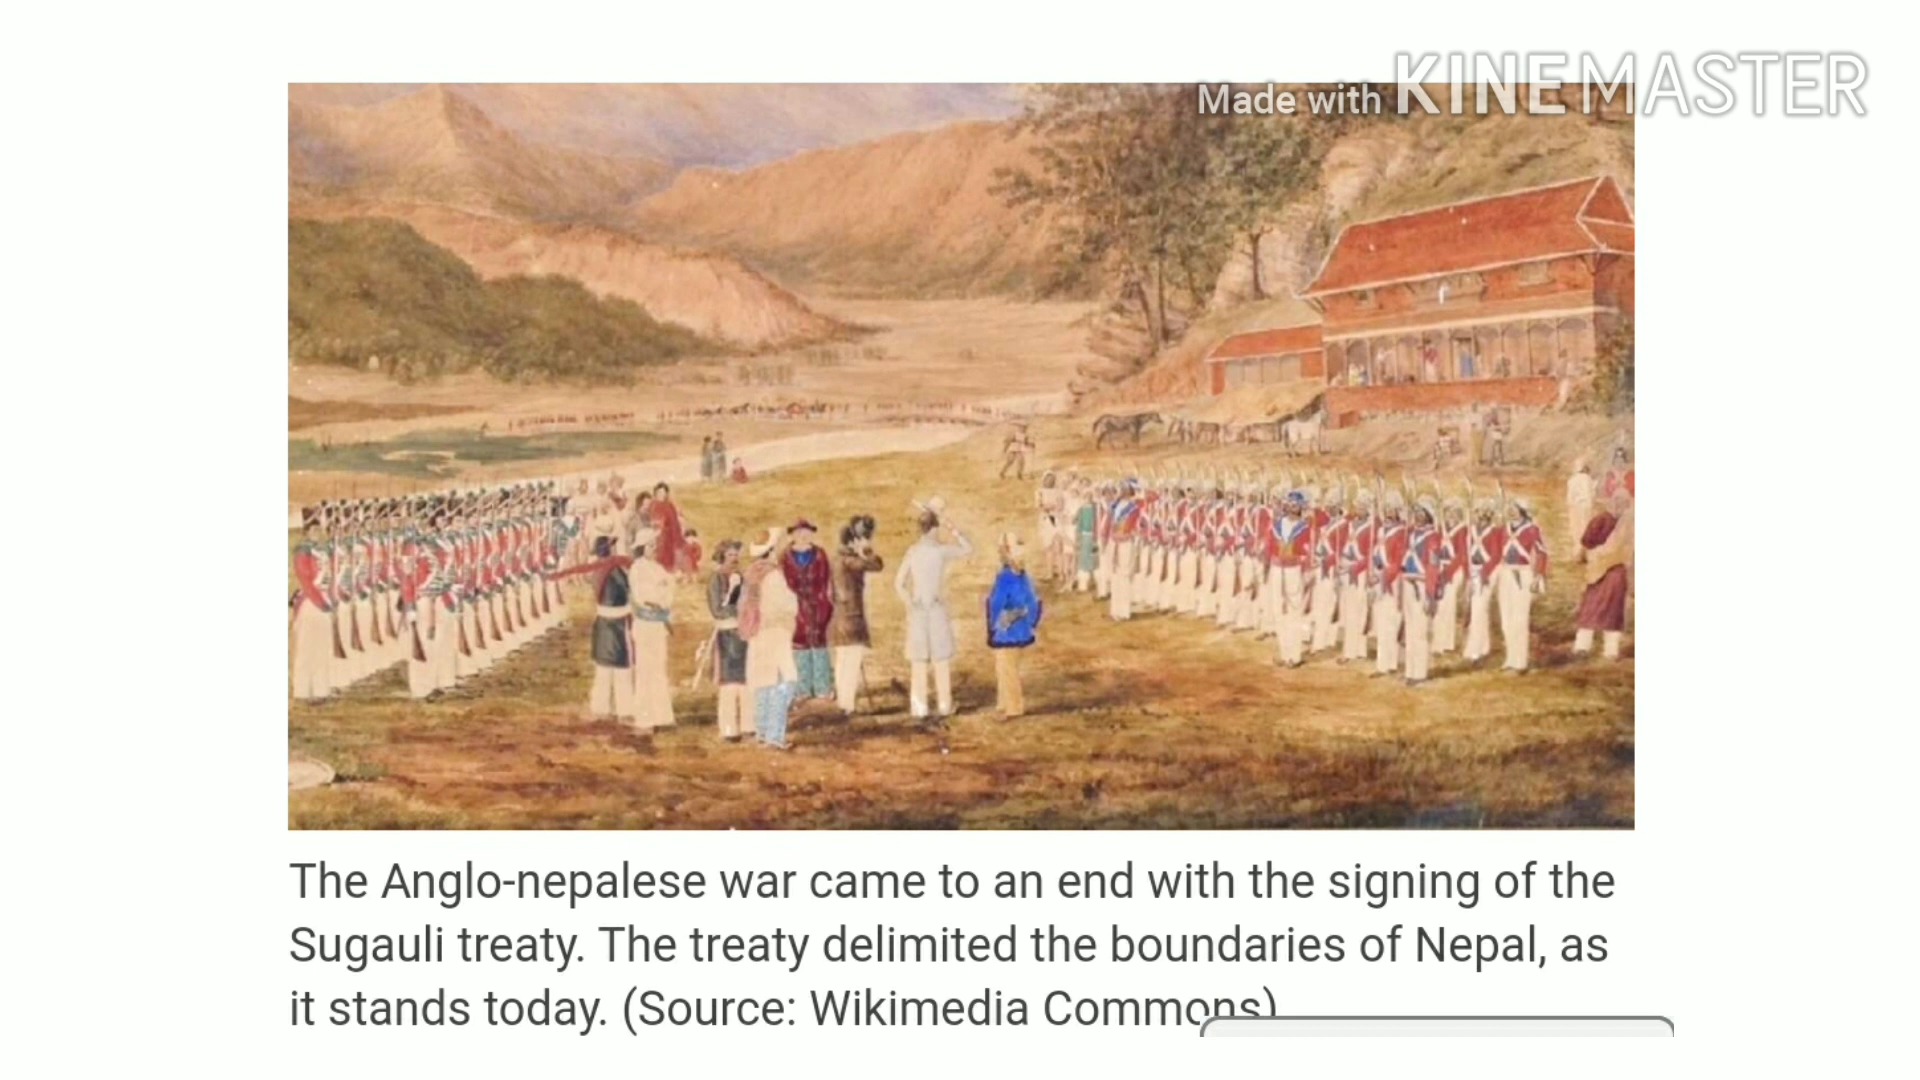 Made with KINEMASTER
The Anglo-nepalese war came to an end with the signing of the
Sugauli treaty. The treaty delimited the boundaries of Nepal, as
it stands today. (Source: Wikimedia Commons)